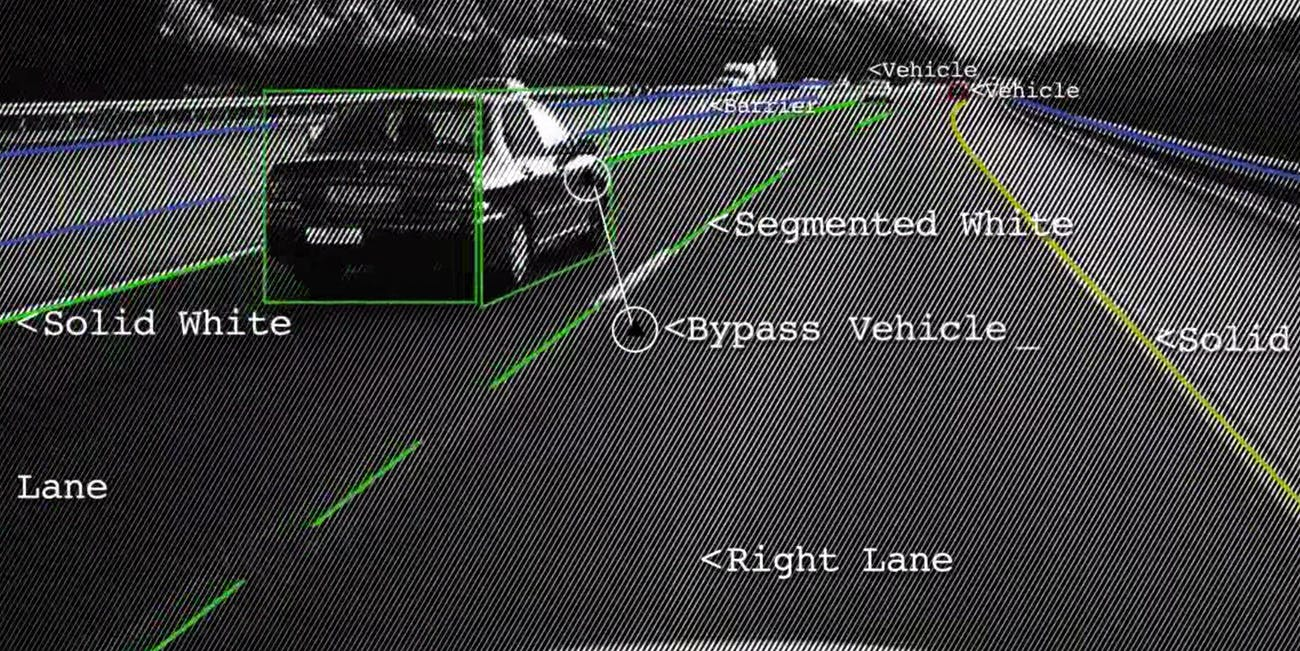 <Vehicle
<Vehicle
<Barrier
<Segmented White
<Solid White
<Bypass Vehicle_
<Solid
Lane
<Right Lane